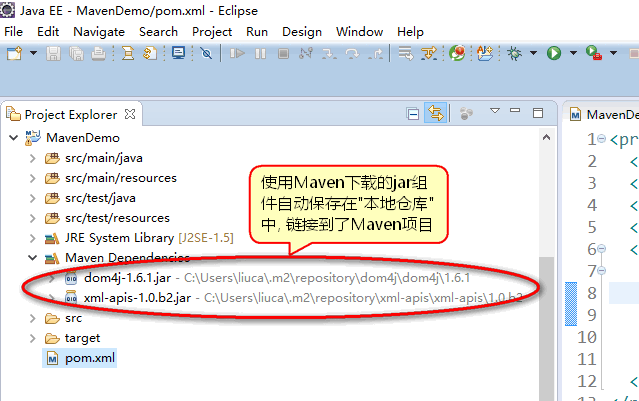 Java EE - MavenDemo/pom.xml - Eclipse
File Edit Navigate Search Project Run Design Window Help
Project Explorer
MavenDemo
src/main/java
src/main/resources
src/test/java
src/test/resources
JRE System Library [J2SE-1.5]
Maven Dependencies
dom4j-1.6.1.jar - C:\Users\liuca\.m2\repository\dom4j\dom4j\1.6.1
xml-apis-1.0.b2.jar - C:\Users\liuca\.m2\repository\xml-apis\xml-apis\1.0.b2
src
target
pom.xml
使用Maven下载的jar组
件自动保存在"本地仓库"
中, 链接到了Maven项目
MavenDem
1 <pr
2 <
3 <
4 <
5 <
6 <
7
8
9
10
11
12 <
13 </